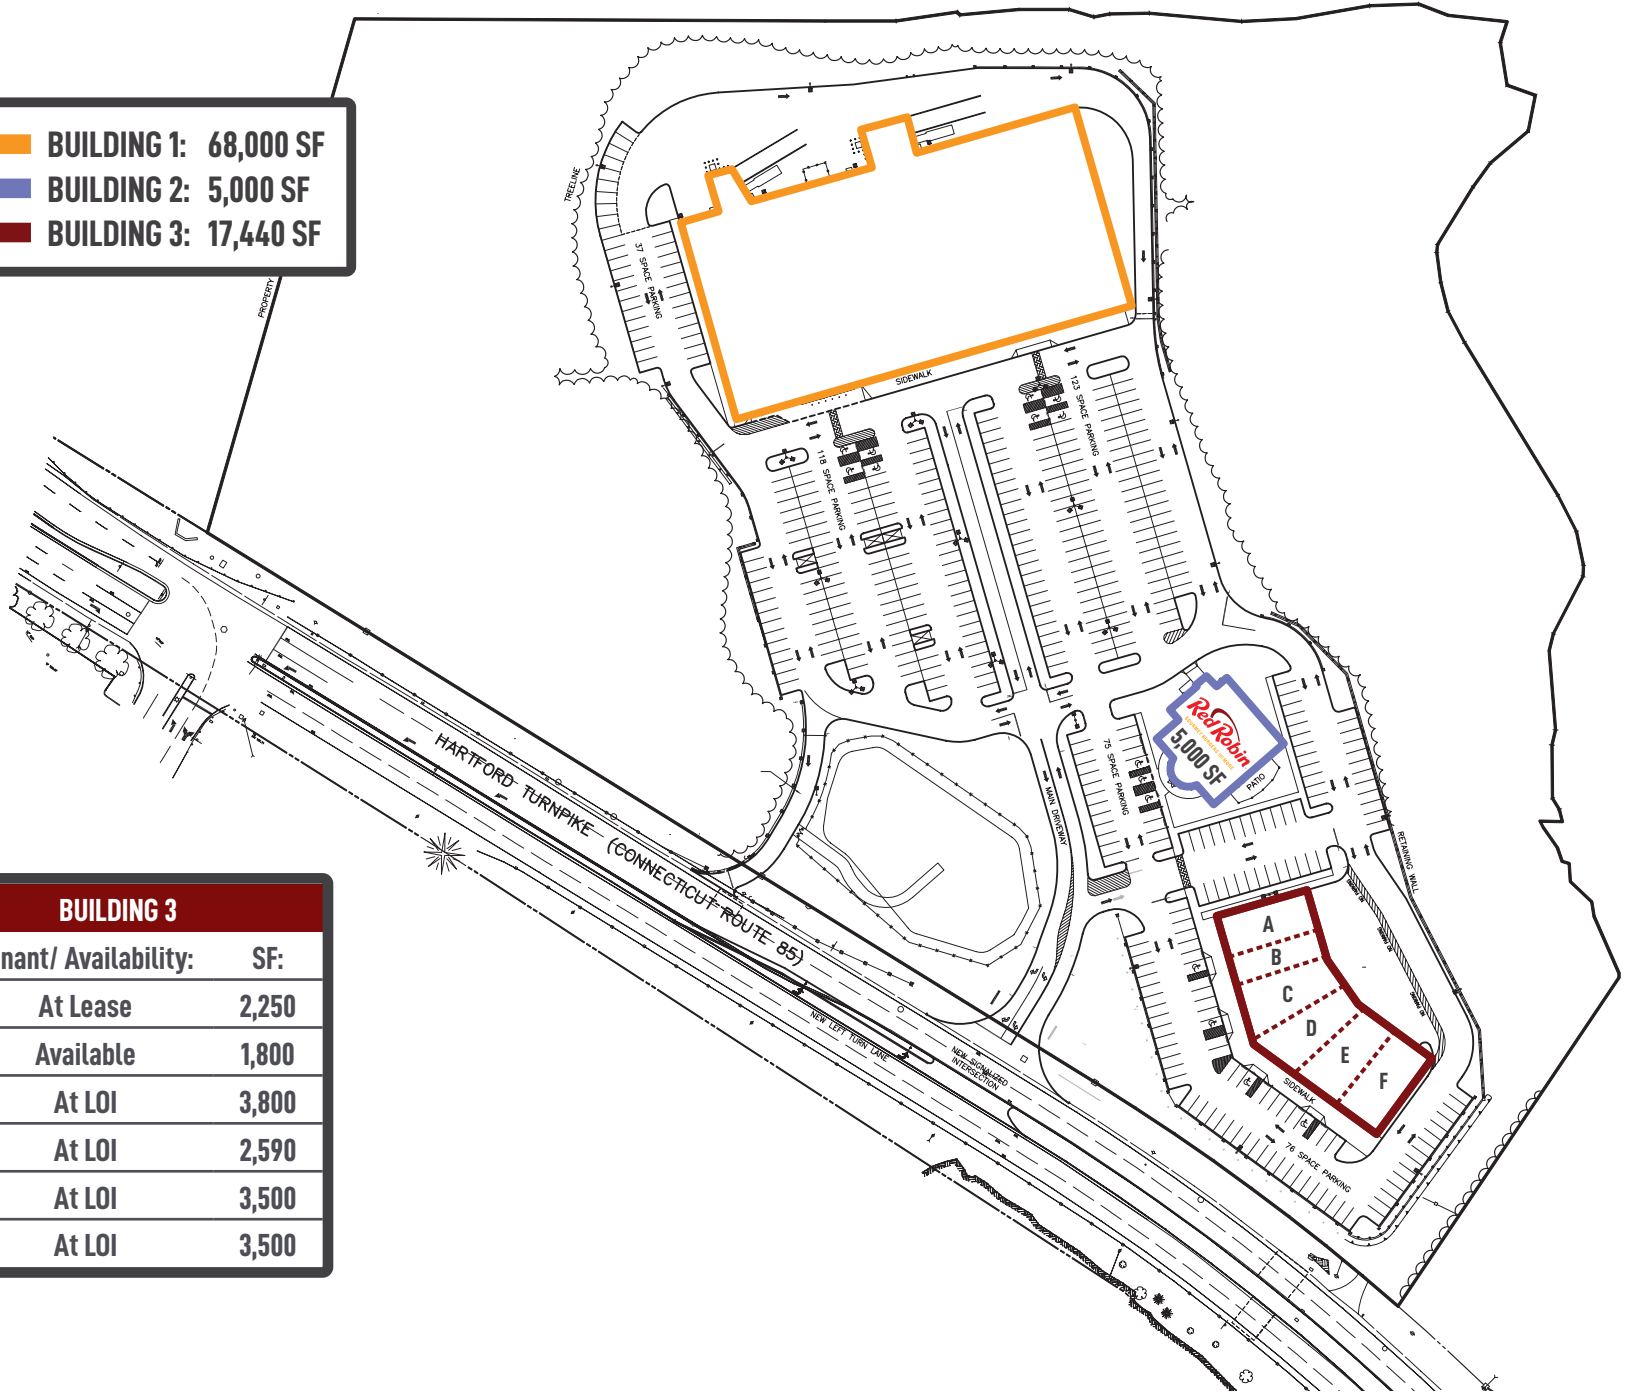 BUILDING 1: 68,000 SF
BUILDING 2: 5,000 SF
BUILDING 3: 17,440 SF
PROPERTY
TREELINE
37 SPACE PARKING
SIDEWALK
118 SPACE PARKING
123 SPACE PARKING
Red Robin
5,000 SF
PATIO
75 SPACE PARKING
MAIN DRIVEWAY
RETAINING WALL
HARTFORD TURNPIKE (CONNECTICUT ROUTE 85)
NEW LEFT TURN LANE
NEW SIGNALIZED
INTERSECTION
A
B
C
D
E
F
SIDEWALK
76 SPACE PARKING
BUILDING 3
nant/ Availability: SF:
At Lease 2,250
Available 1,800
At LOI 3,800
At LOI 2,590
At LOI 3,500
At LOI 3,500